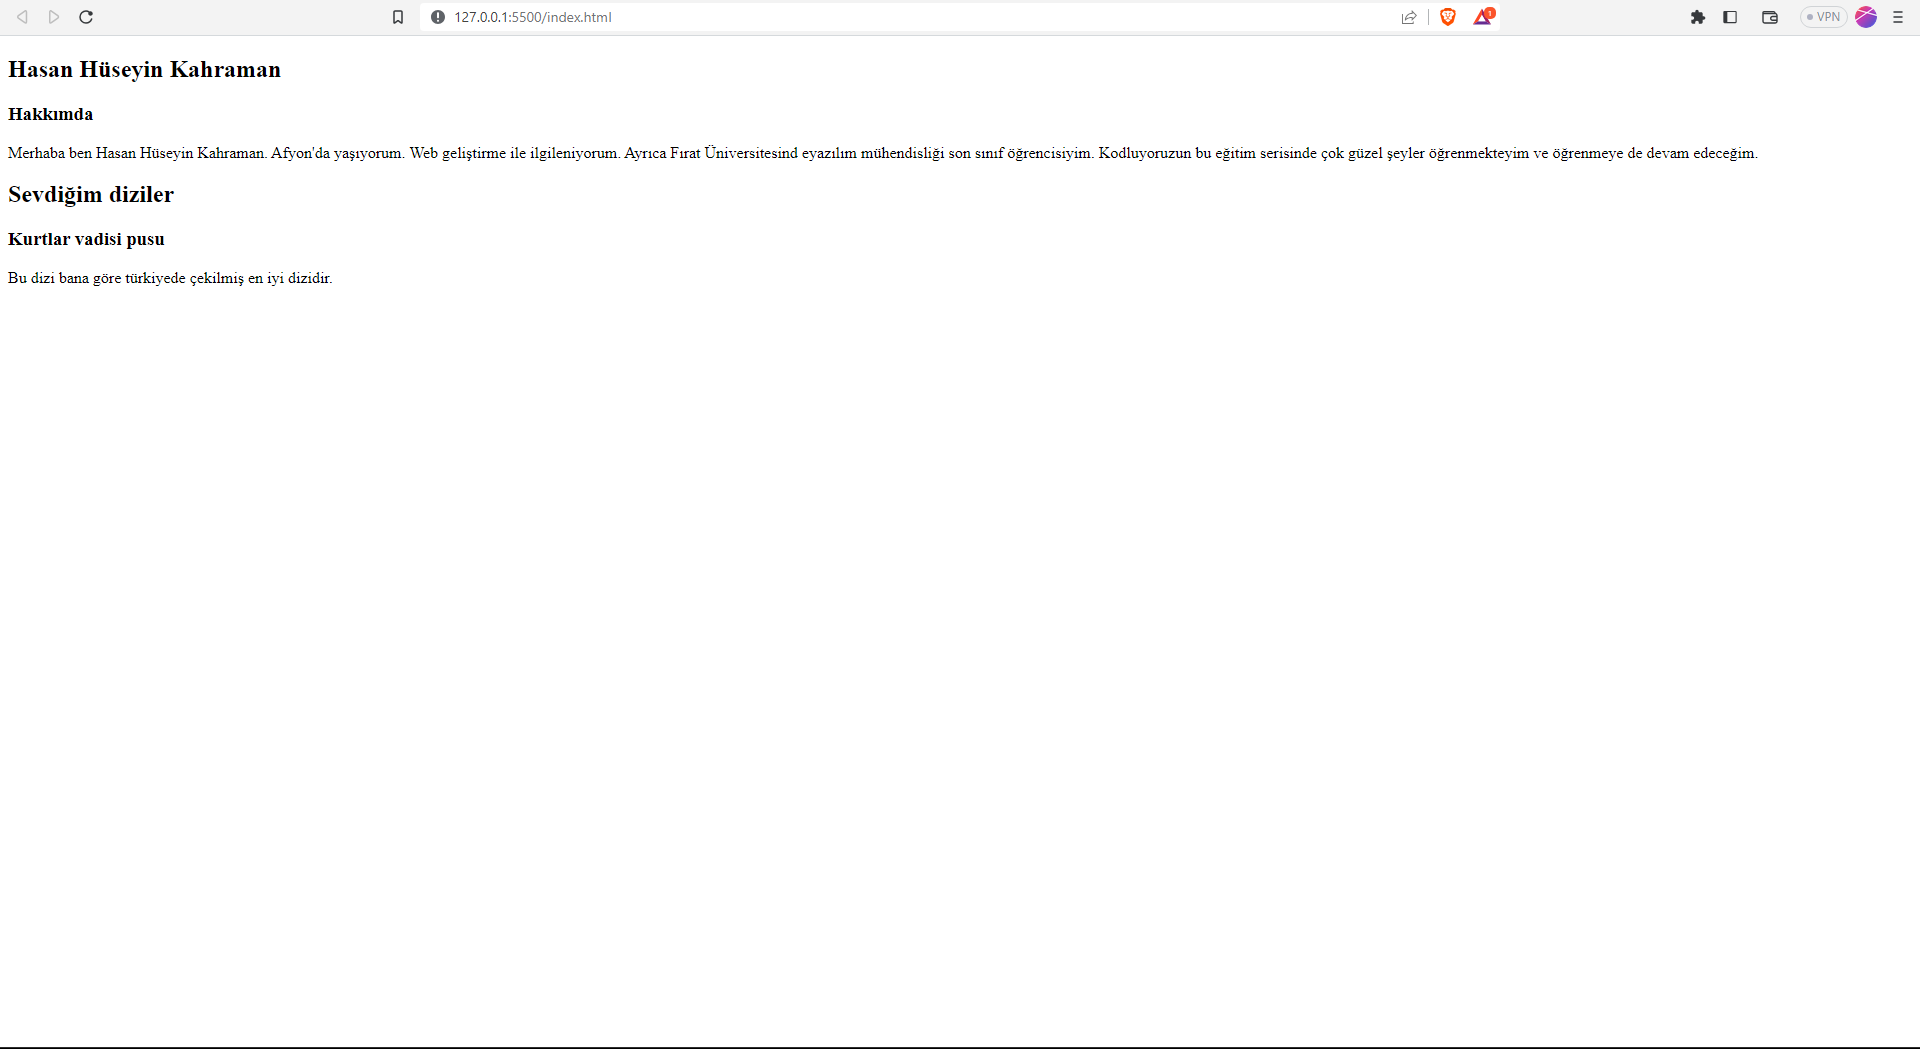 127.0.0.1:5500/index.html
1
VPN
Hasan Hüseyin Kahraman
Hakkımda
Merhaba ben Hasan Hüseyin Kahraman. Afyon'da yaşıyorum. Web geliştirme ile ilgileniyorum. Ayrıca Fırat Üniversitesind eyazılım mühendisliği son sınıf öğrencisiyim. Kodluyoruzun bu eğitim serisinde çok güzel şeyler öğrenmekteyim ve öğrenmeye de devam edeceğim.
Sevdiğim diziler
Kurtlar vadisi pusu
Bu dizi bana göre türkiyede çekilmiş en iyi dizidir.